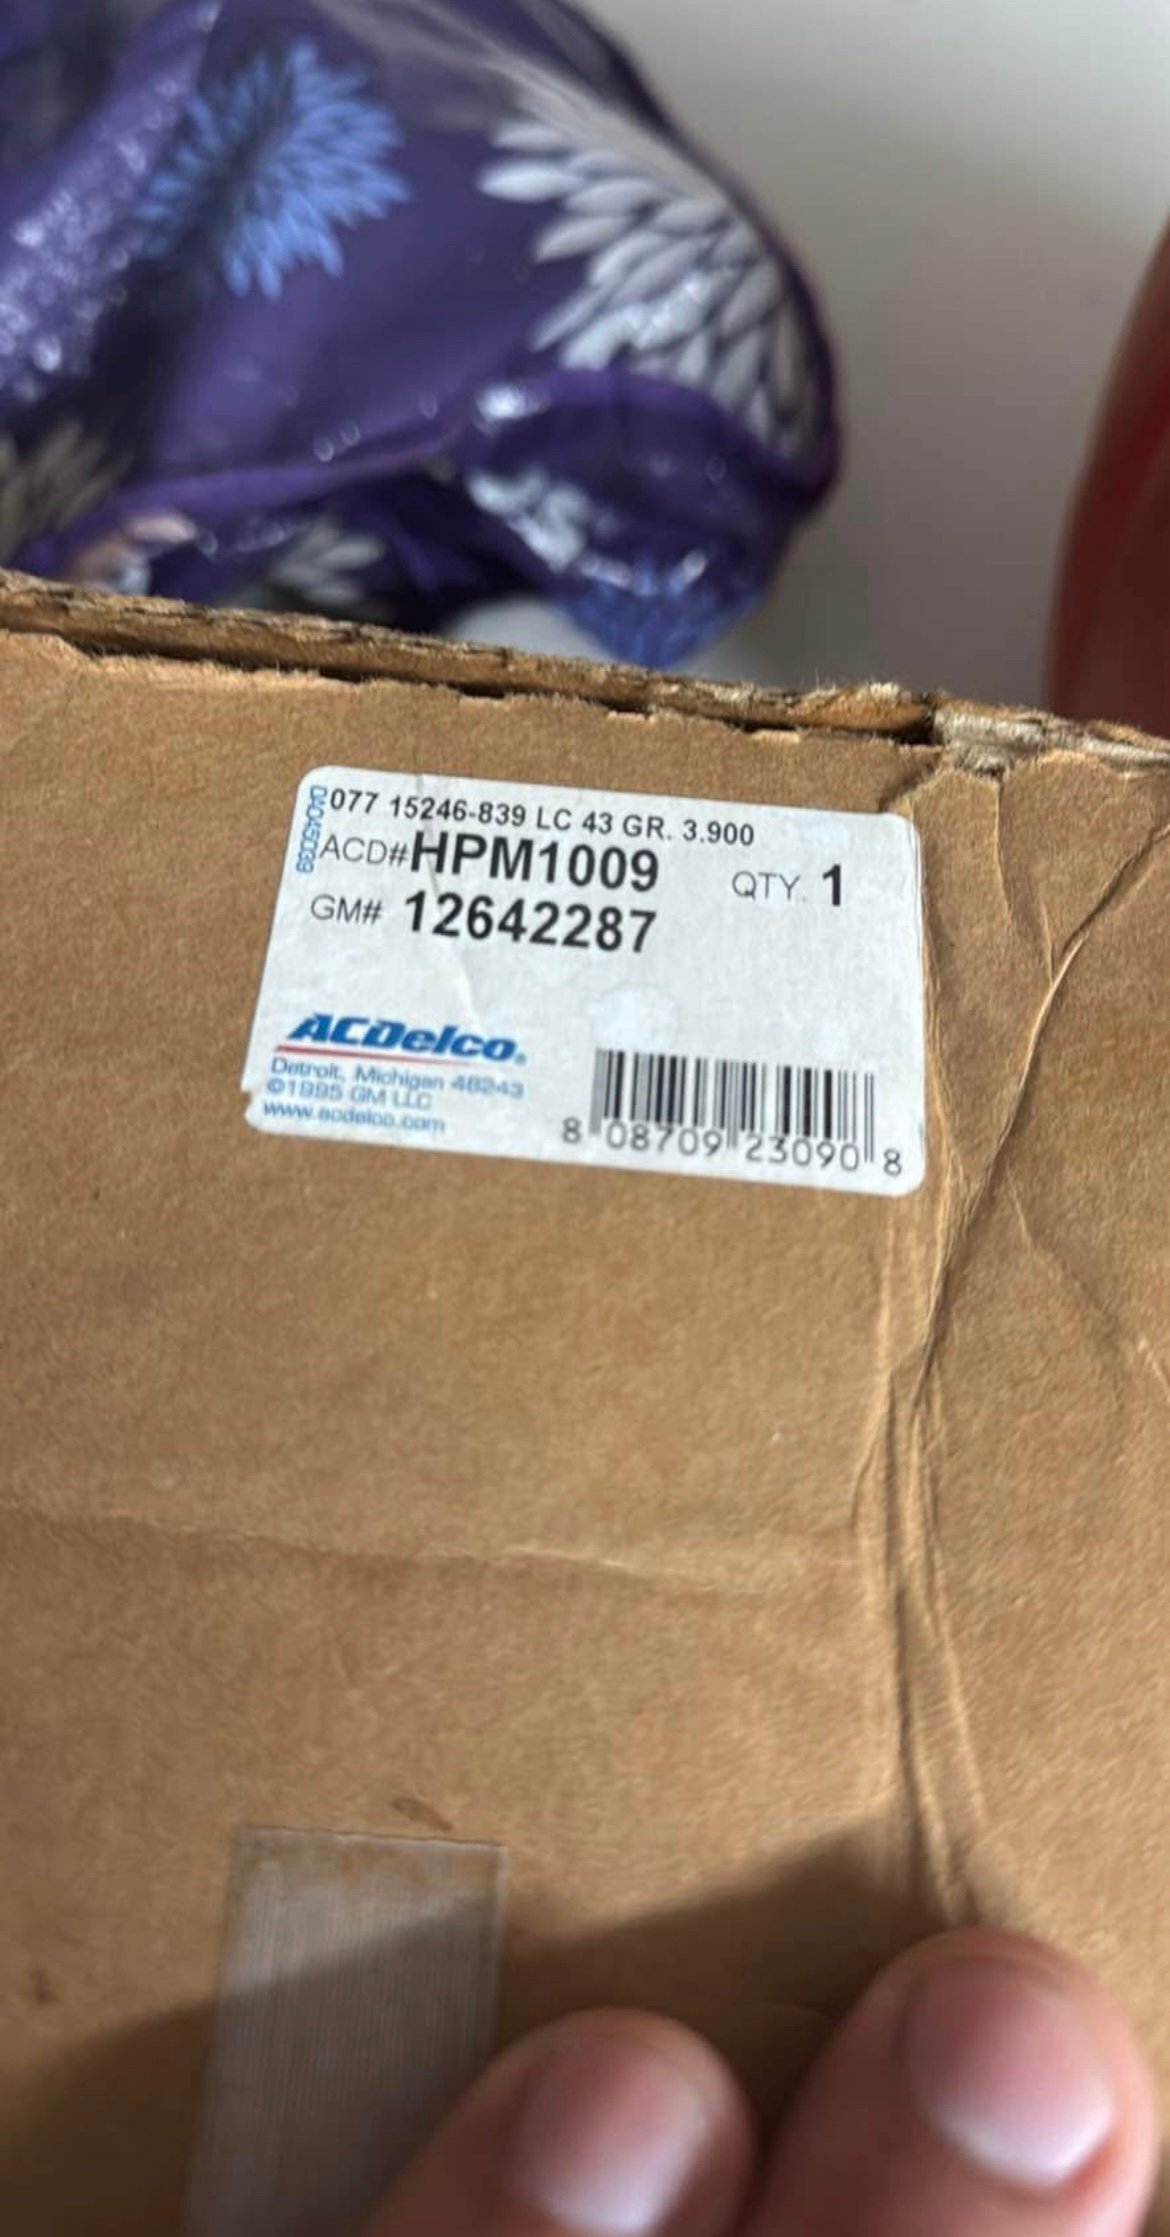 077 15246-839 LC 43 GR. 3.900
ACD# HPM1009 QTY. 1
GM# 12642287
ACDelco®
Detroit, Michigan 48243
©1995 GM LLC
www.acdelco.com
8 08709 23090 8